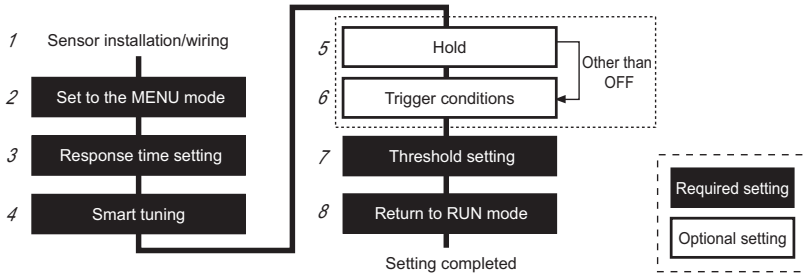 1 Sensor installation/wiring
2 Set to the MENU mode
3 Response time setting
4 Smart tuning
5 Hold
Other than
OFF
6 Trigger conditions
7 Threshold setting
8 Return to RUN mode
Setting completed
Required setting
Optional setting